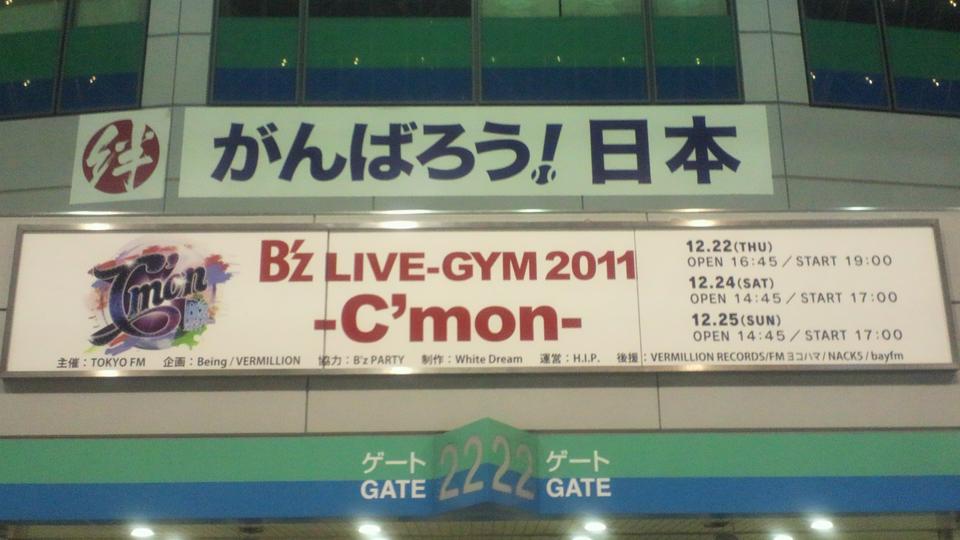 絆
がんばろう!日本
C'mon
B'z LIVE-GYM 2011
-C'mon-
12.22(THU)
OPEN 16:45／START 19:00
12.24(SAT)
OPEN 14:45／START 17:00
12.25(SUN)
OPEN 14:45／START 17:00
主催：TOKYO FM 企画：Being / VERMILLION 協力：B'z PARTY 制作：White Dream 運営：H.I.P. 後援：VERMILLION RECORDS/FMヨコハマ/NACK5/bayfm
ゲート 22 22 ゲート
GATE GATE